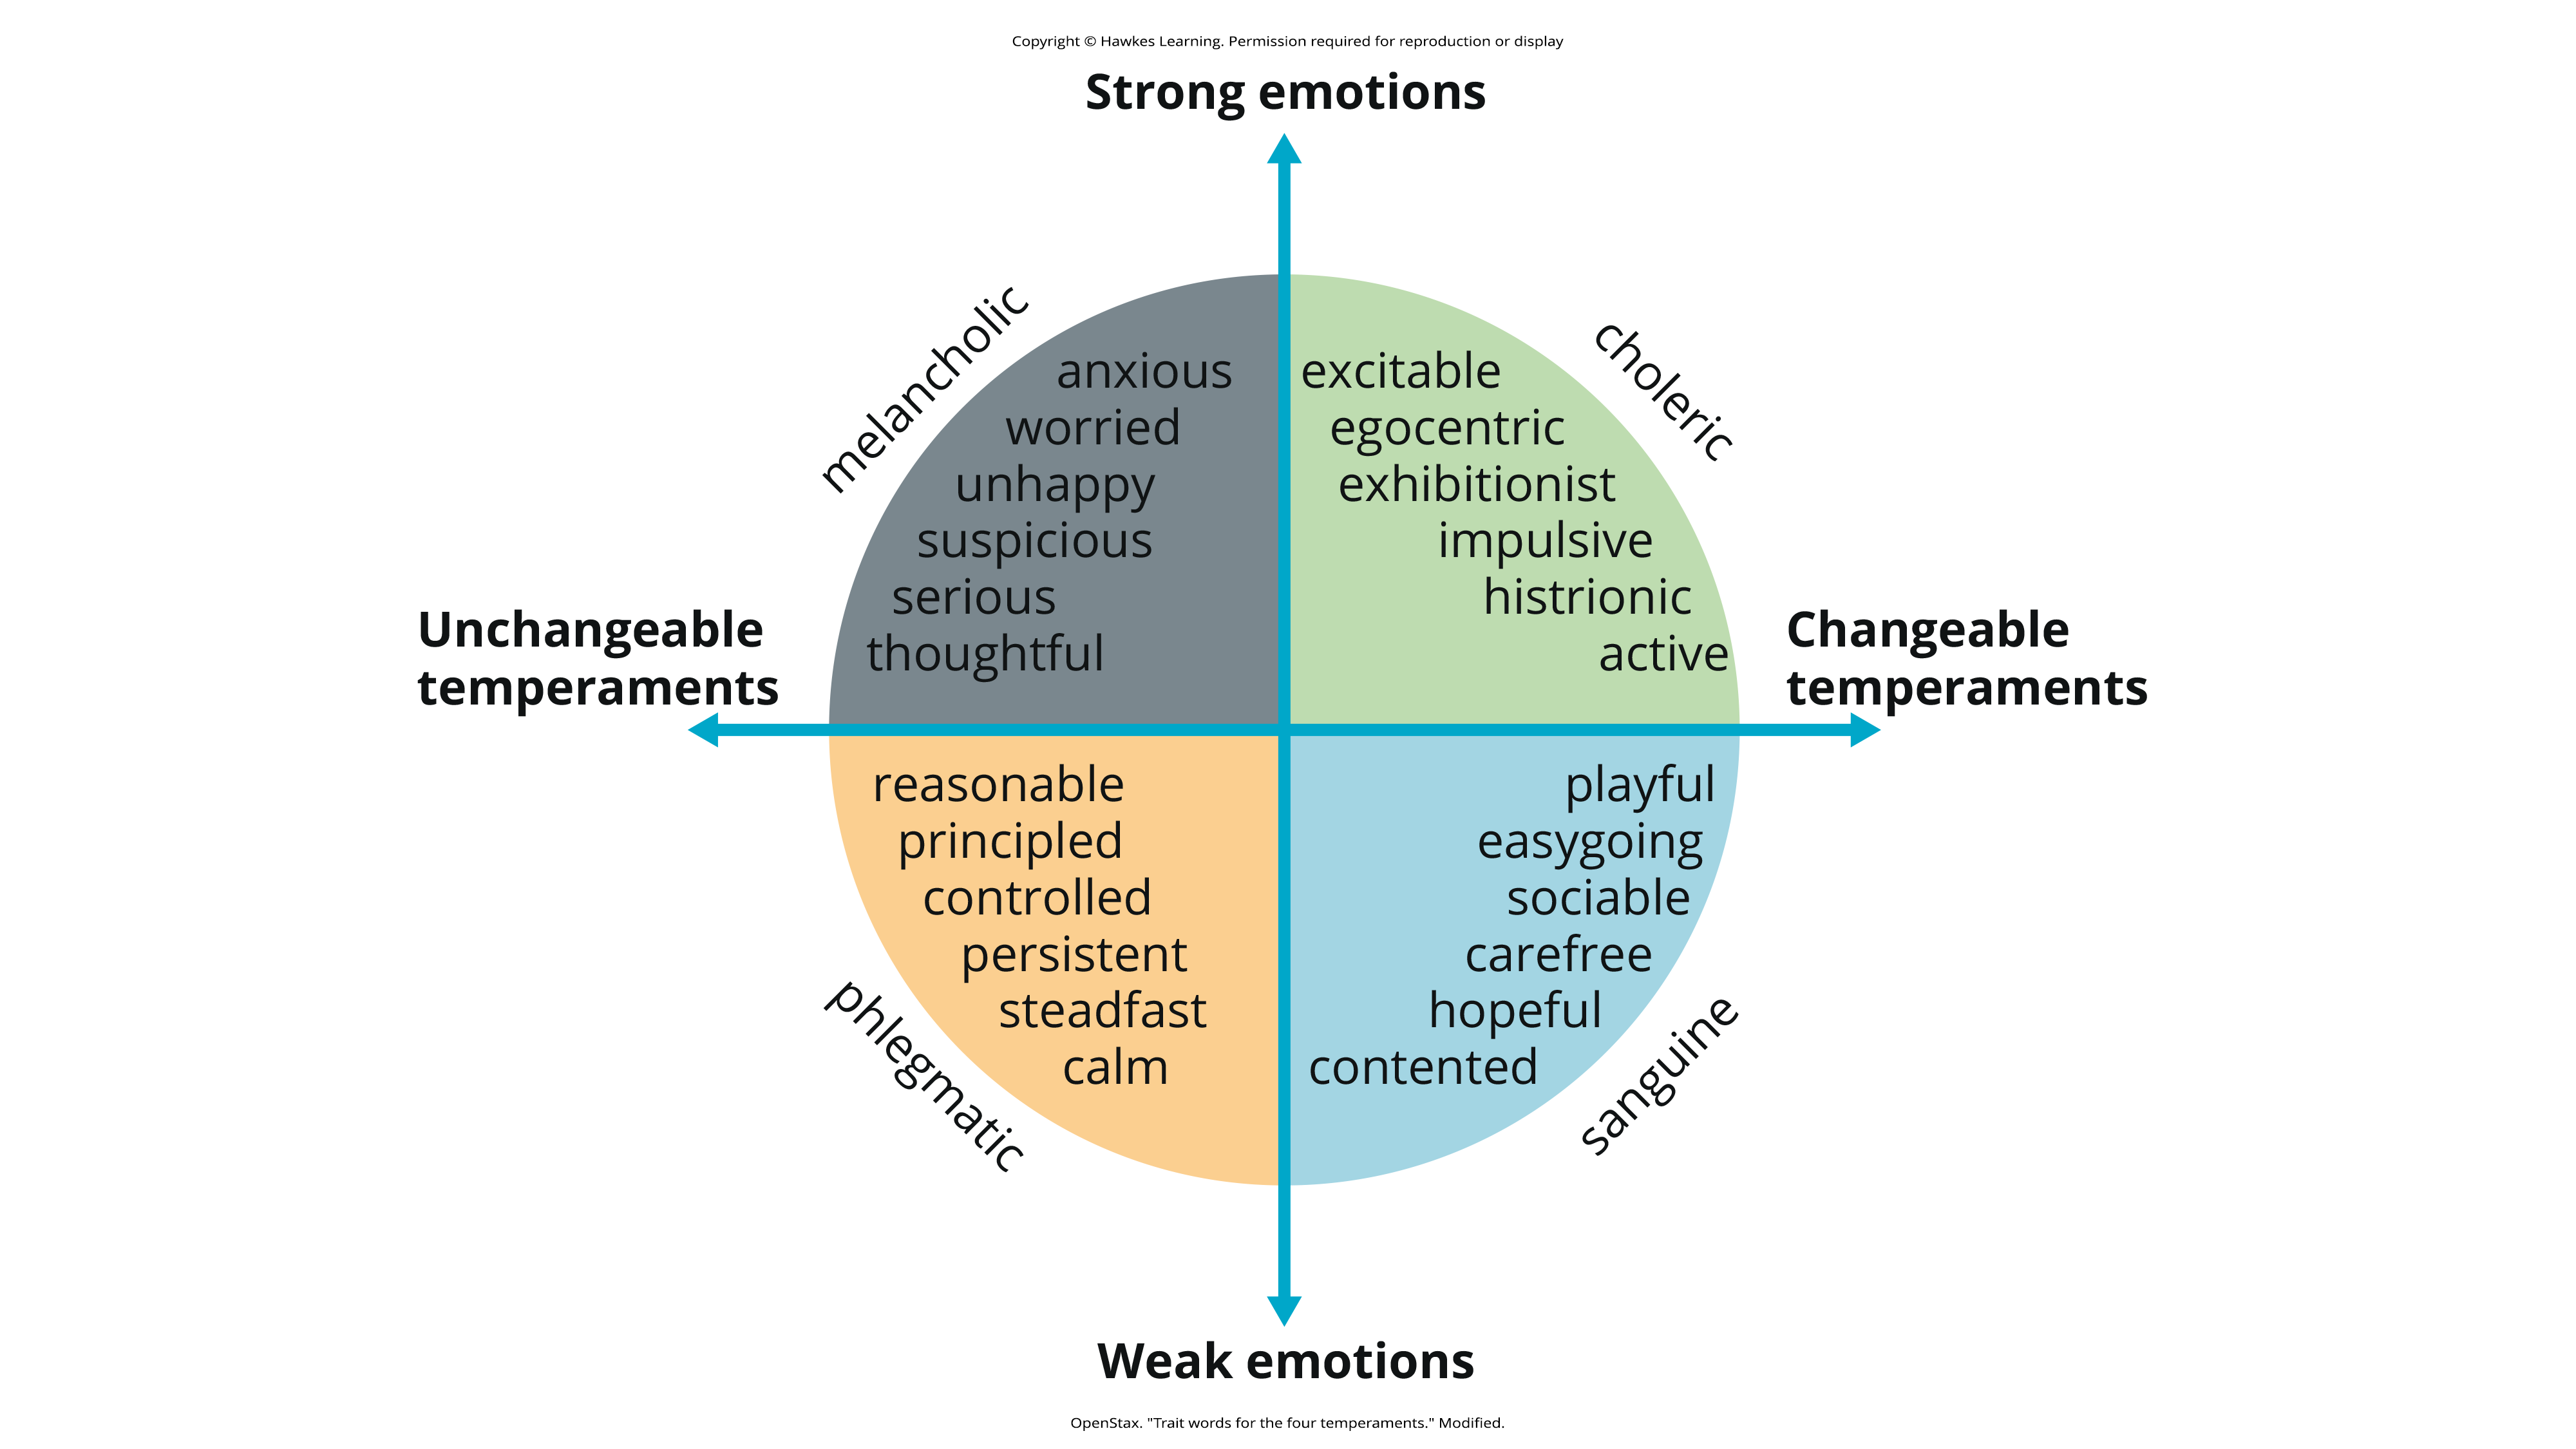 Copyright © Hawkes Learning. Permission required for reproduction or display
Strong emotions
melancholic
choleric
anxious
worried
unhappy
suspicious
serious
thoughtful
excitable
egocentric
exhibitionist
impulsive
histrionic
active
Unchangeable
temperaments
Changeable
temperaments
reasonable
principled
controlled
persistent
steadfast
calm
playful
easygoing
sociable
carefree
hopeful
contented
phlegmatic
sanguine
Weak emotions
OpenStax. "Trait words for the four temperaments." Modified.